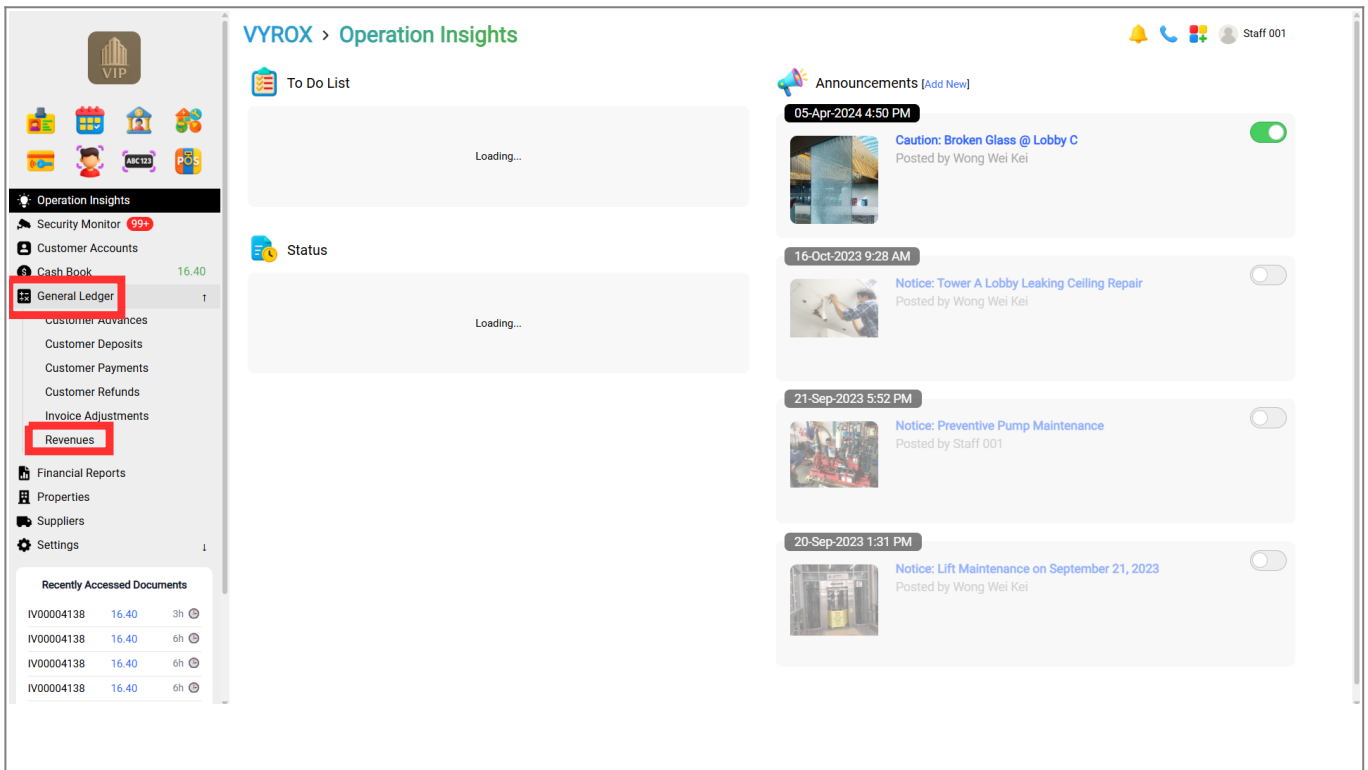 VIP
ABC 123
POS
Operation Insights
Security Monitor 99+
Customer Accounts
Cash Book 16.40
General Ledger ↑
Customer Advances
Customer Deposits
Customer Payments
Customer Refunds
Invoice Adjustments
Revenues
Financial Reports
Properties
Suppliers
Settings ↓
Recently Accessed Documents
IV00004138 16.40 3h
IV00004138 16.40 6h
IV00004138 16.40 6h
IV00004138 16.40 6h
VYROX > Operation Insights
Staff 001
To Do List
Loading...
Status
Loading...
Announcements [Add New]
05-Apr-2024 4:50 PM
Caution: Broken Glass @ Lobby C
Posted by Wong Wei Kei
16-Oct-2023 9:28 AM
Notice: Tower A Lobby Leaking Ceiling Repair
Posted by Wong Wei Kei
21-Sep-2023 5:52 PM
Notice: Preventive Pump Maintenance
Posted by Staff 001
20-Sep-2023 1:31 PM
Notice: Lift Maintenance on September 21, 2023
Posted by Wong Wei Kei